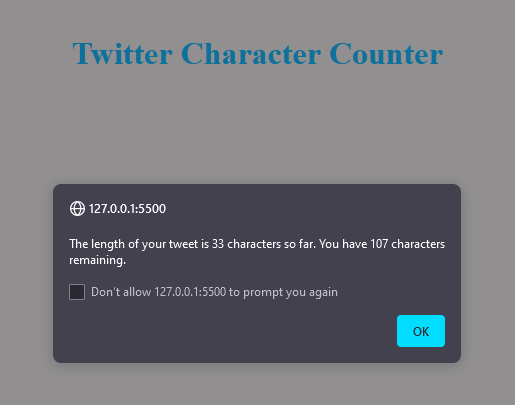 Twitter Character Counter
127.0.0.1:5500
The length of your tweet is 33 characters so far. You have 107 characters
remaining.
Don't allow 127.0.0.1:5500 to prompt you again
OK